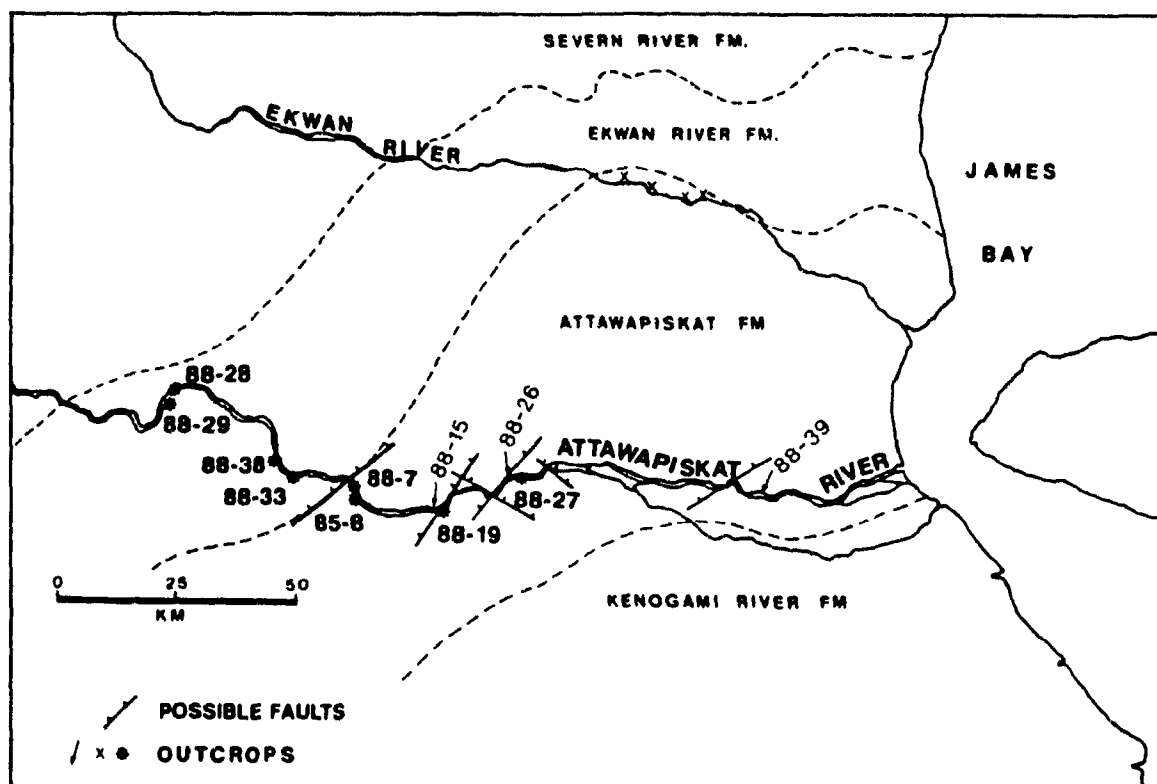 SEVERN RIVER FM.
EKWAN
RIVER
EKWAN RIVER FM.
JAMES
BAY
ATTAWAPISKAT FM
88-28
88-29
88-38
88-33
88-7
85-8
88-15
88-19
88-26
88-27
ATTAWAPISKAT
88-39
RIVER
0 25 50
KM
KENOGAMI RIVER FM
POSSIBLE FAULTS
x OUTCROPS